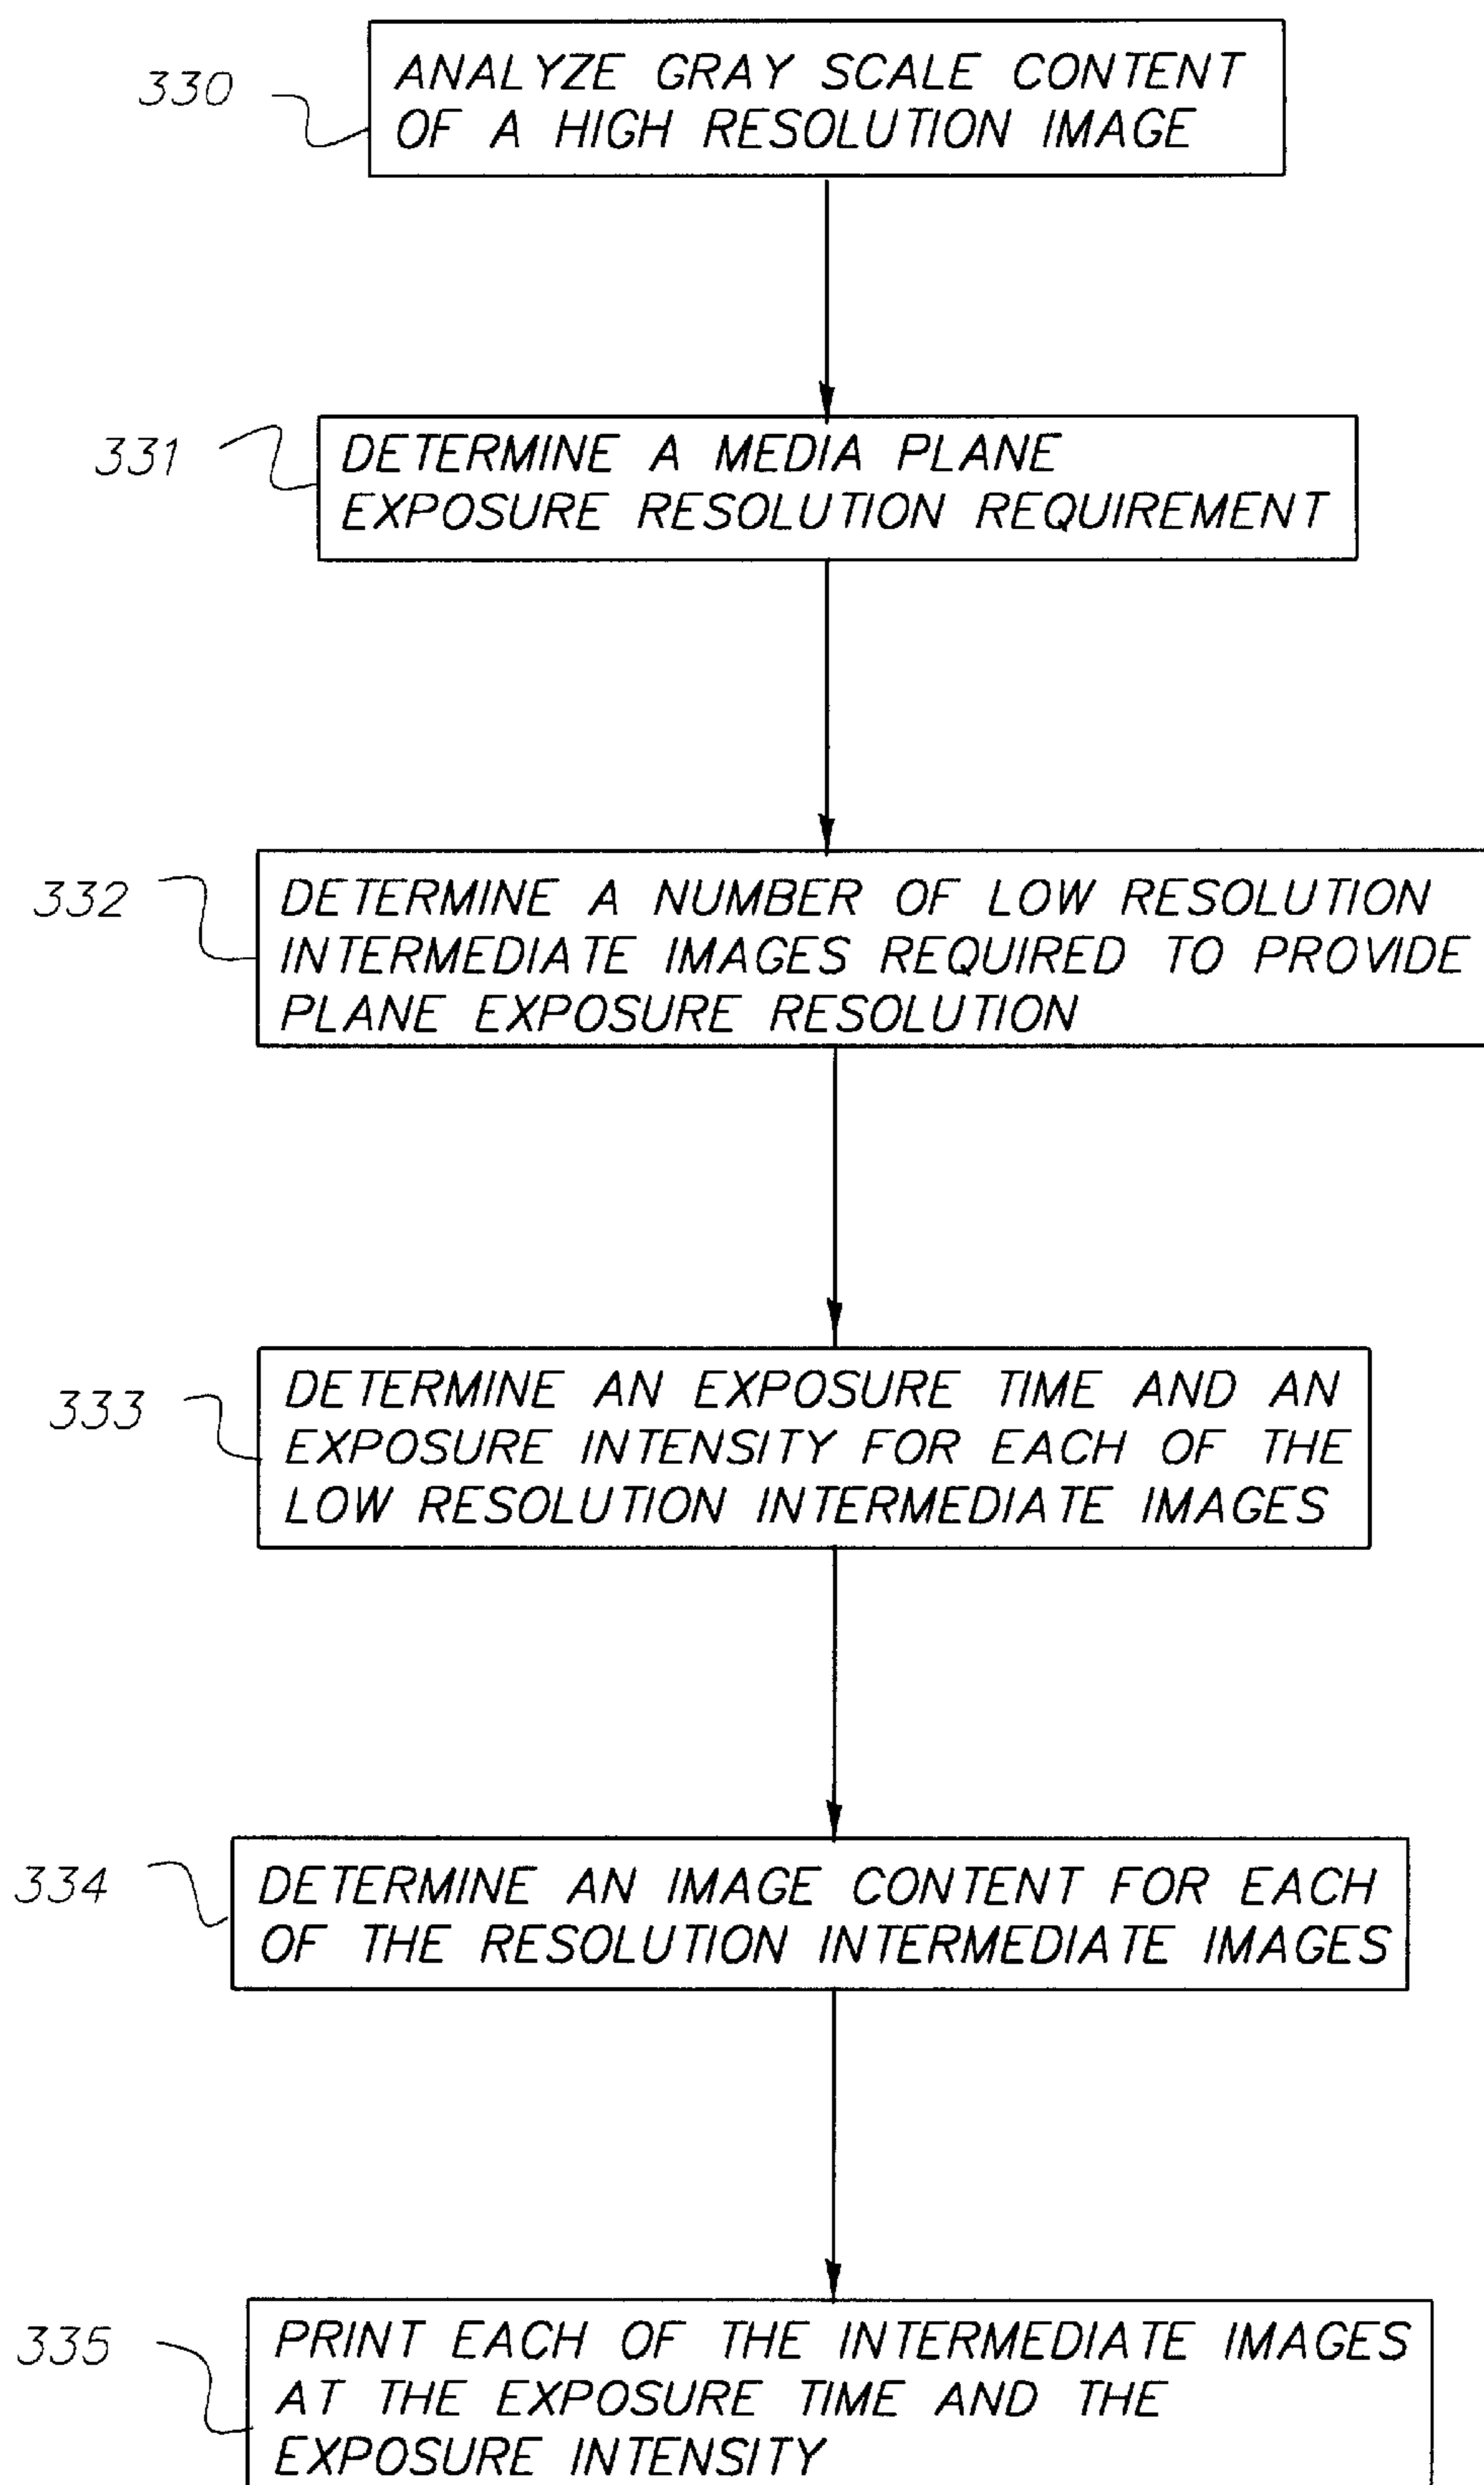 330
ANALYZE GRAY SCALE CONTENT
OF A HIGH RESOLUTION IMAGE
331
DETERMINE A MEDIA PLANE
EXPOSURE RESOLUTION REQUIREMENT
332
DETERMINE A NUMBER OF LOW RESOLUTION
INTERMEDIATE IMAGES REQUIRED TO PROVIDE
PLANE EXPOSURE RESOLUTION
333
DETERMINE AN EXPOSURE TIME AND AN
EXPOSURE INTENSITY FOR EACH OF THE
LOW RESOLUTION INTERMEDIATE IMAGES
334
DETERMINE AN IMAGE CONTENT FOR EACH
OF THE RESOLUTION INTERMEDIATE IMAGES
335
PRINT EACH OF THE INTERMEDIATE IMAGES
AT THE EXPOSURE TIME AND THE
EXPOSURE INTENSITY